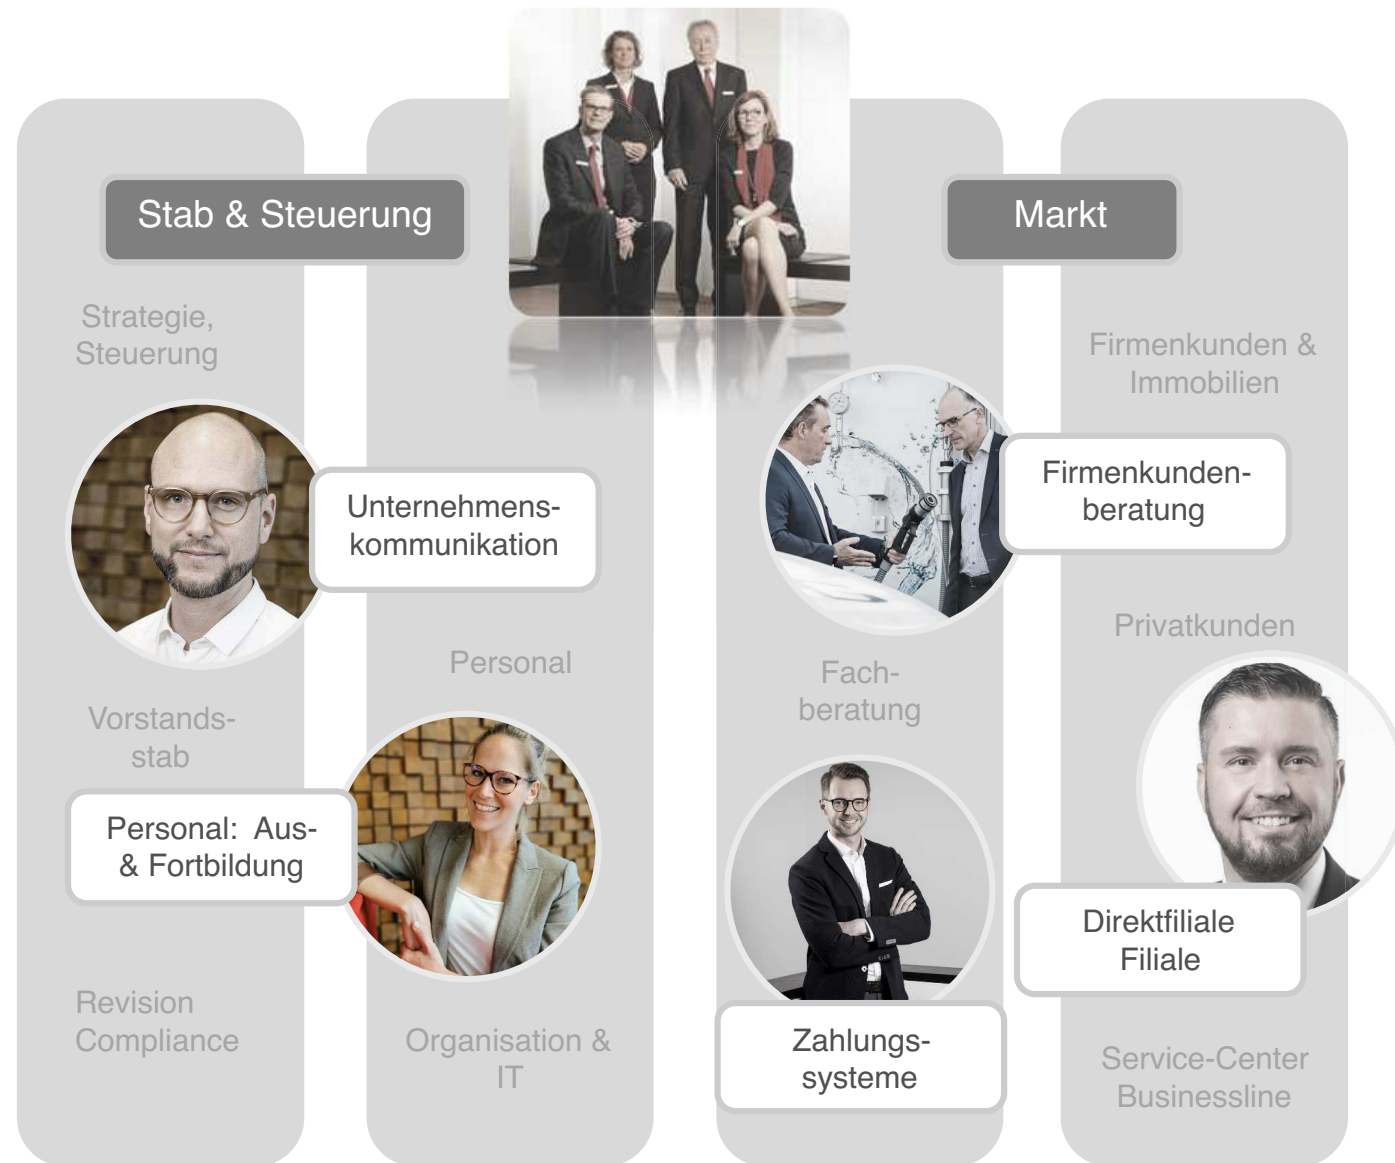 Stab & Steuerung
Markt
Strategie,
Steuerung
Unternehmens-
kommunikation
Personal
Vorstands-
stab
Personal: Aus-
& Fortbildung
Revision
Compliance
Organisation &
IT
Firmenkunden &
Immobilien
Firmenkunden-
beratung
Privatkunden
Fach-
beratung
Direktfiliale
Filiale
Zahlungs-
systeme
Service-Center
Businessline